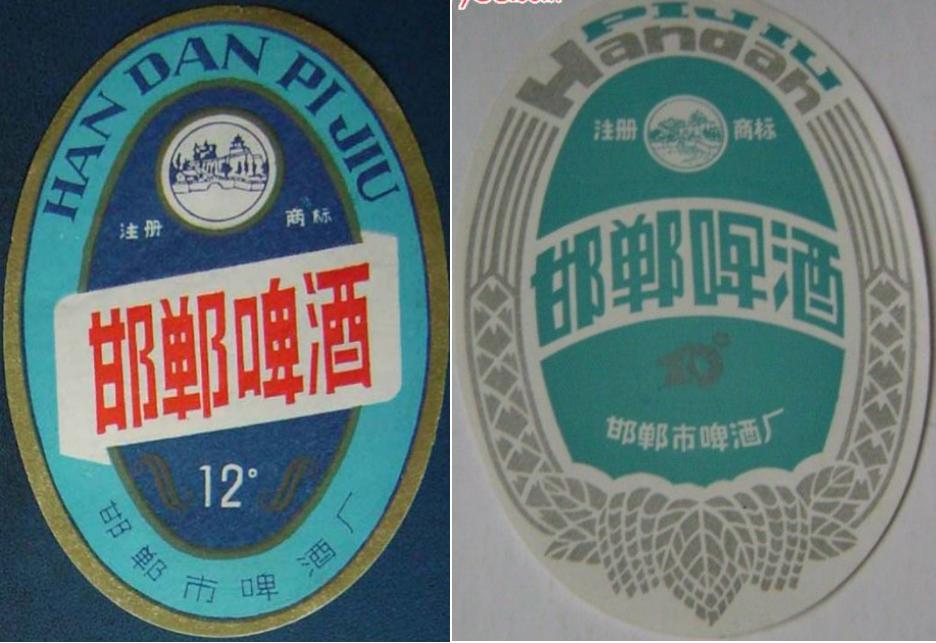 HAN DAN PI JIU
注册 商标
邯郸啤酒
12°
邯郸市啤酒厂
PIJIU
Handan
注册 商标
邯郸啤酒
10°
邯郸市啤酒厂